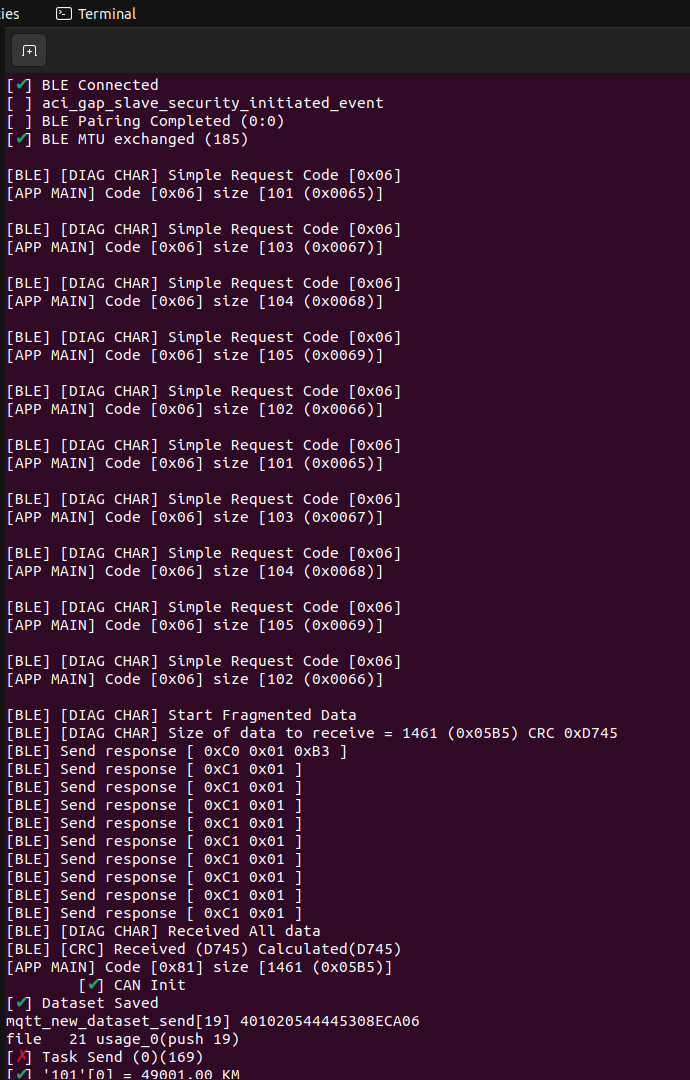 ies Terminal
[✔] BLE Connected
[ ] aci_gap_slave_security_initiated_event
[ ] BLE Pairing Completed (0:0)
[✔] BLE MTU exchanged (185)
[BLE] [DIAG CHAR] Simple Request Code [0x06]
[APP MAIN] Code [0x06] size [101 (0x0065)]
[BLE] [DIAG CHAR] Simple Request Code [0x06]
[APP MAIN] Code [0x06] size [103 (0x0067)]
[BLE] [DIAG CHAR] Simple Request Code [0x06]
[APP MAIN] Code [0x06] size [104 (0x0068)]
[BLE] [DIAG CHAR] Simple Request Code [0x06]
[APP MAIN] Code [0x06] size [105 (0x0069)]
[BLE] [DIAG CHAR] Simple Request Code [0x06]
[APP MAIN] Code [0x06] size [102 (0x0066)]
[BLE] [DIAG CHAR] Simple Request Code [0x06]
[APP MAIN] Code [0x06] size [101 (0x0065)]
[BLE] [DIAG CHAR] Simple Request Code [0x06]
[APP MAIN] Code [0x06] size [103 (0x0067)]
[BLE] [DIAG CHAR] Simple Request Code [0x06]
[APP MAIN] Code [0x06] size [104 (0x0068)]
[BLE] [DIAG CHAR] Simple Request Code [0x06]
[APP MAIN] Code [0x06] size [105 (0x0069)]
[BLE] [DIAG CHAR] Simple Request Code [0x06]
[APP MAIN] Code [0x06] size [102 (0x0066)]
[BLE] [DIAG CHAR] Start Fragmented Data
[BLE] [DIAG CHAR] Size of data to receive = 1461 (0x05B5) CRC 0xD745
[BLE] Send response [ 0xC0 0x01 0xB3 ]
[BLE] Send response [ 0xC1 0x01 ]
[BLE] Send response [ 0xC1 0x01 ]
[BLE] Send response [ 0xC1 0x01 ]
[BLE] Send response [ 0xC1 0x01 ]
[BLE] Send response [ 0xC1 0x01 ]
[BLE] Send response [ 0xC1 0x01 ]
[BLE] Send response [ 0xC1 0x01 ]
[BLE] Send response [ 0xC1 0x01 ]
[BLE] Send response [ 0xC1 0x01 ]
[BLE] [DIAG CHAR] Received All data
[BLE] [CRC] Received (D745) Calculated(D745)
[APP MAIN] Code [0x81] size [1461 (0x05B5)]
[✔] CAN Init
[✔] Dataset Saved
mqtt_new_dataset_send[19] 401020544445308ECA06
file   21 usage_0(push 19)
[✗] Task Send (0)(169)
[✔] '101'[0] = 49001.00 KM